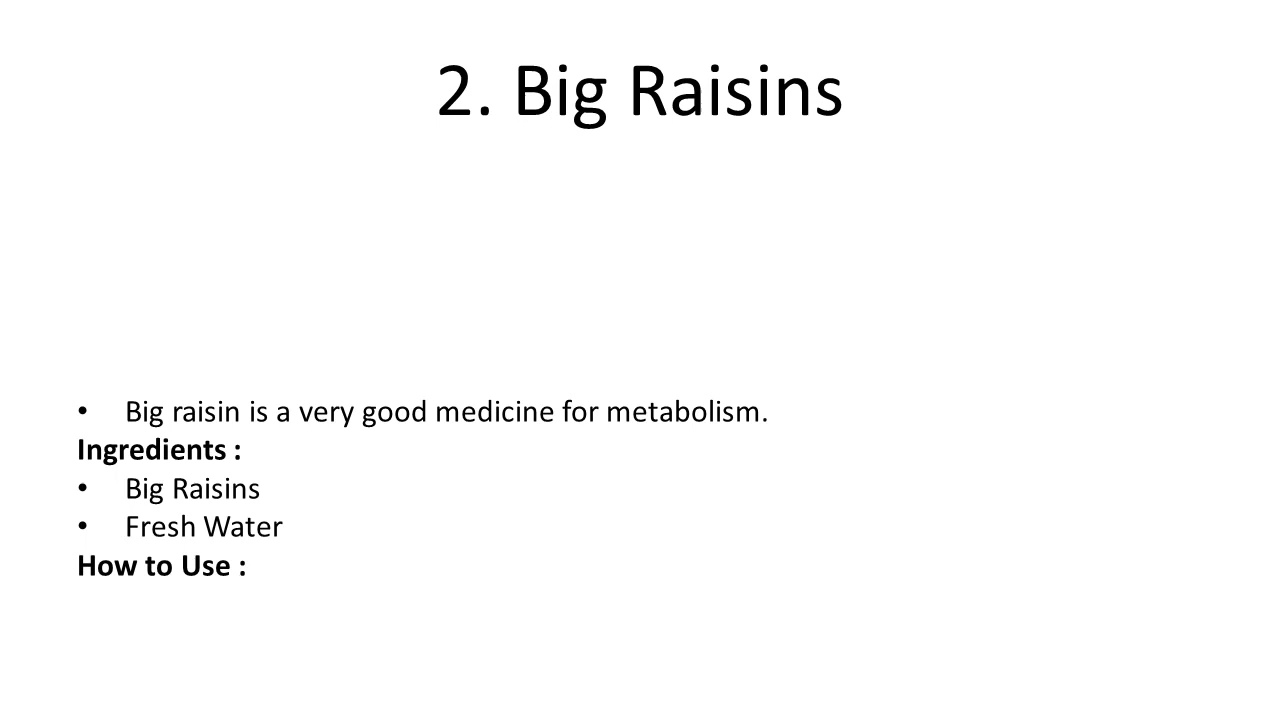 2. Big Raisins
• Big raisin is a very good medicine for metabolism.
Ingredients :
• Big Raisins
• Fresh Water
How to Use :